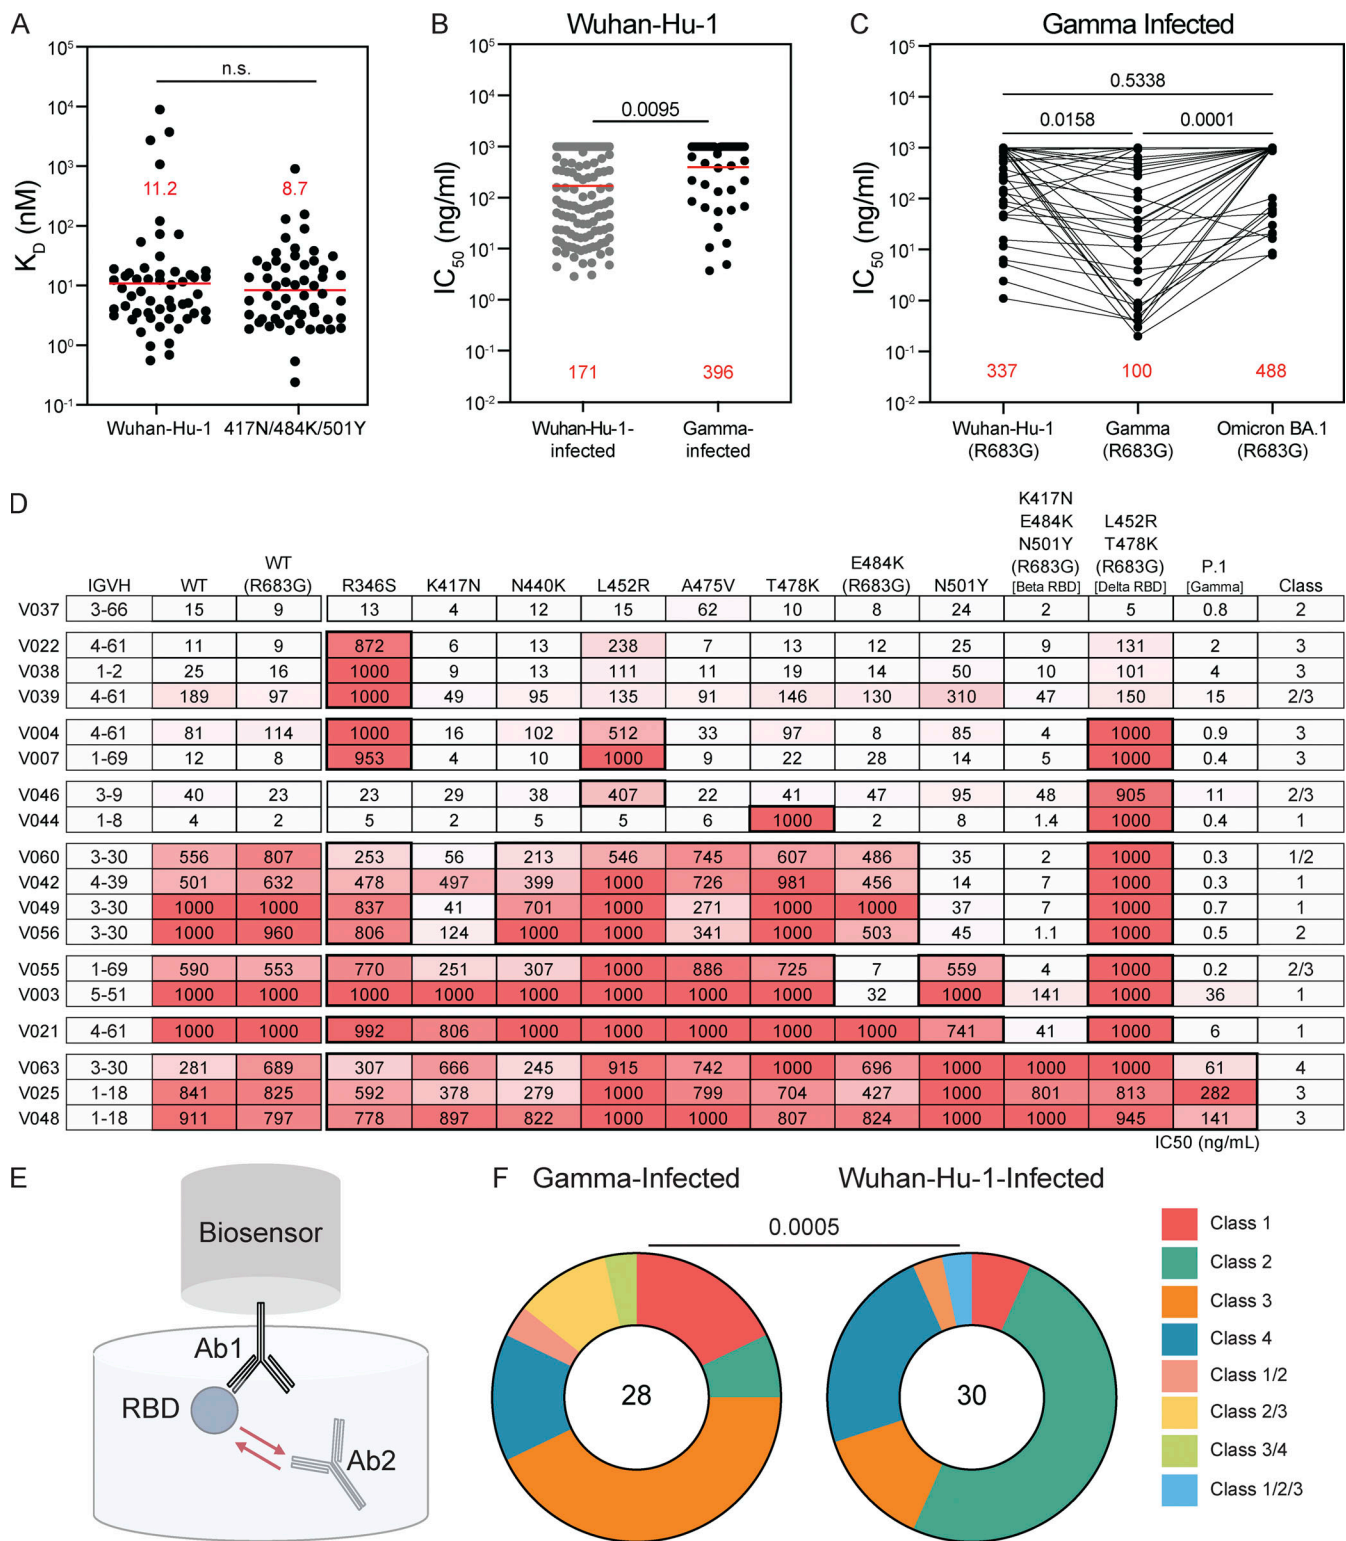 A
10^5
10^4
10^3
10^2
10^1
10^0
10^-1
K_D (nM)
n.s.
11.2
8.7
Wuhan-Hu-1 417N/484K/501Y
B Wuhan-Hu-1
10^5
10^4
10^3
10^2
10^1
10^0
10^-1
10^-2
IC_50 (ng/ml)
0.0095
171 396
Wuhan-Hu-1-infected
Gamma-infected
C Gamma Infected
10^5
10^4
10^3
10^2
10^1
10^0
10^-1
10^-2
IC_50 (ng/ml)
0.5338
0.0158 0.0001
337 100 488
Wuhan-Hu-1 (R683G)
Gamma (R683G)
Omicron BA.1 (R683G)
D
IGVH WT WT (R683G) R346S K417N N440K L452R A475V T478K E484K (R683G) N501Y K417N E484K N501Y (R683G) [Beta RBD] L452R T478K (R683G) [Delta RBD] P.1 [Gamma] Class
V037 3-66 15 9 13 4 12 15 62 10 8 24 2 5 0.8 2
V022 4-61 11 9 872 6 13 238 7 13 12 25 9 131 2 3
V038 1-2 25 16 1000 9 13 111 11 19 14 50 10 101 4 3
V039 4-61 189 97 1000 49 95 135 91 146 130 310 47 150 15 2/3
V004 4-61 81 114 1000 16 102 512 33 97 8 85 4 1000 0.9 3
V007 1-69 12 8 953 4 10 1000 9 22 28 14 5 1000 0.4 3
V046 3-9 40 23 23 29 38 407 22 41 47 95 48 905 11 2/3
V044 1-8 4 2 5 2 5 5 6 1000 2 8 1.4 1000 0.4 1
V060 3-30 556 807 253 56 213 546 745 607 486 35 2 1000 0.3 1/2
V042 4-39 501 632 478 497 399 1000 726 981 456 14 7 1000 0.3 1
V049 3-30 1000 1000 837 41 701 1000 271 1000 1000 37 7 1000 0.7 1
V056 3-30 1000 960 806 124 1000 1000 341 1000 503 45 1.1 1000 0.5 2
V055 1-69 590 553 770 251 307 1000 886 725 7 559 4 1000 0.2 2/3
V003 5-51 1000 1000 1000 1000 1000 1000 1000 1000 32 1000 141 1000 36 1
V021 4-61 1000 1000 992 806 1000 1000 1000 1000 1000 741 41 1000 6 1
V063 3-30 281 689 307 666 245 915 742 1000 696 1000 1000 1000 61 4
V025 1-18 841 825 592 378 279 1000 799 704 427 1000 801 813 282 3
V048 1-18 911 797 778 897 822 1000 1000 807 824 1000 1000 945 141 3
IC50 (ng/mL)
E
Biosensor
Ab1
RBD
Ab2
F Gamma-Infected Wuhan-Hu-1-Infected
0.0005
28
30
Class 1
Class 2
Class 3
Class 4
Class 1/2
Class 2/3
Class 3/4
Class 1/2/3